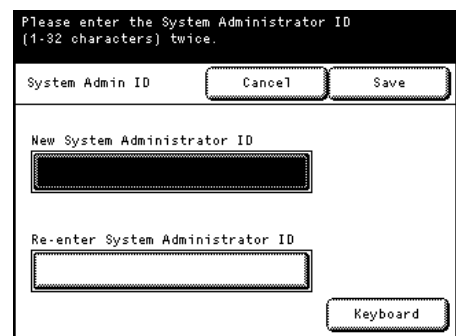 Please enter the System Administrator ID
(1-32 characters) twice.
System Admin ID
Cancel
Save
New System Administrator ID
Re-enter System Administrator ID
Keyboard